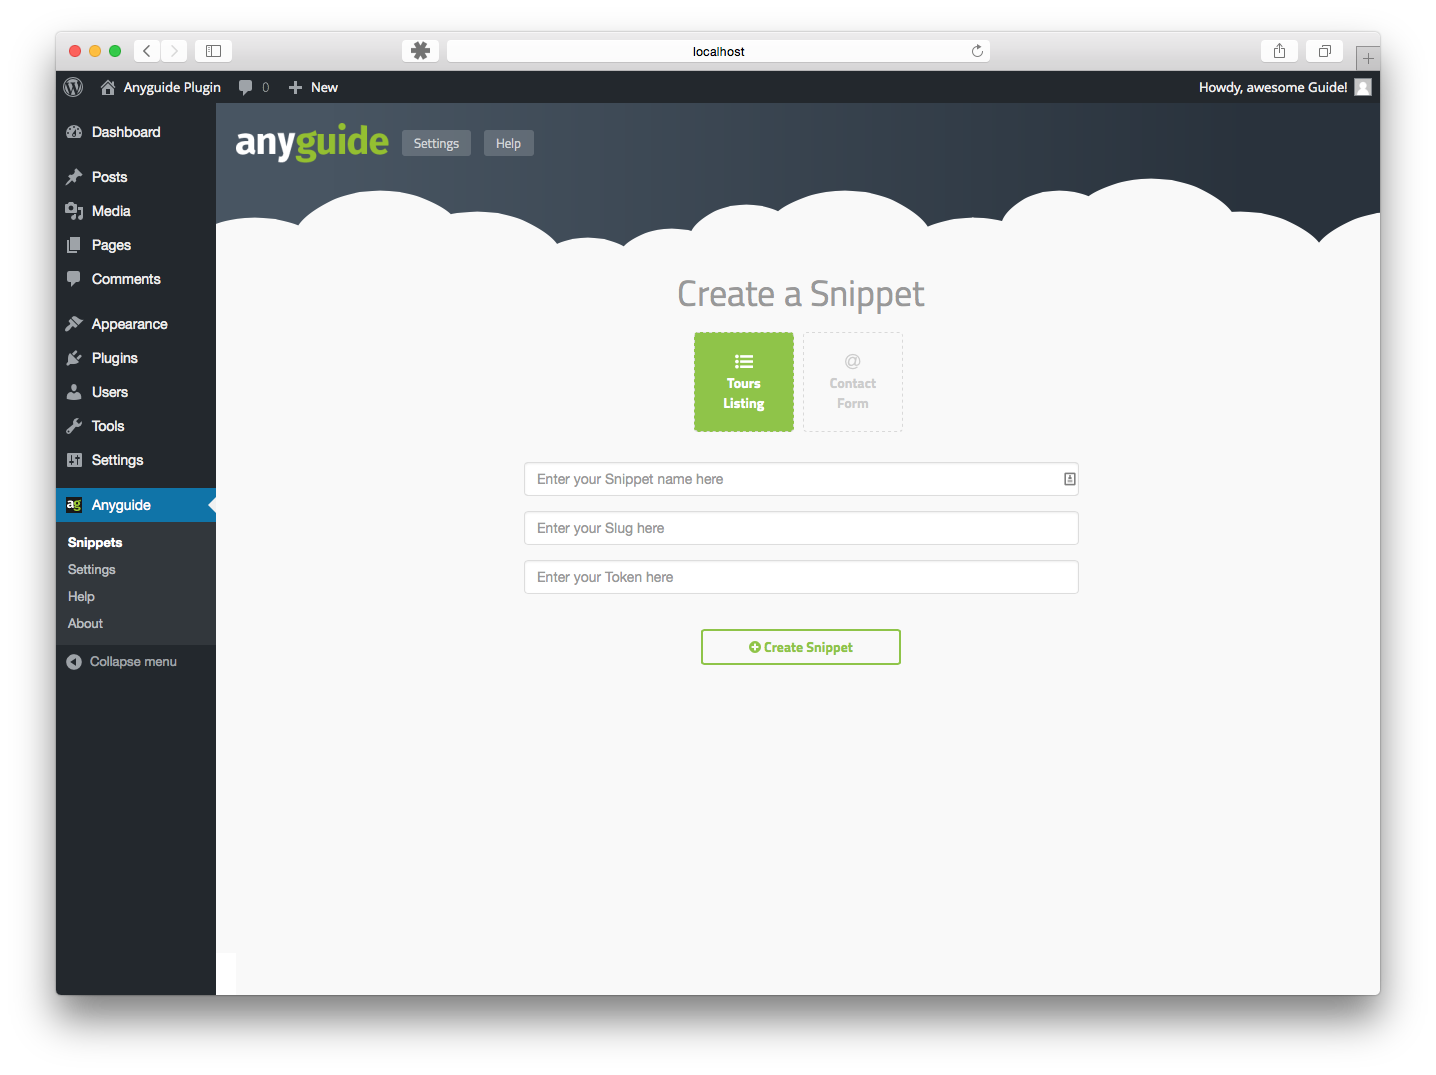 localhost
Anyguide Plugin
0
New
Howdy, awesome Guide!
Dashboard
Posts
Media
Pages
Comments
Appearance
Plugins
Users
Tools
Settings
ag
Anyguide
Snippets
Settings
Help
About
Collapse menu
anyguide
Settings
Help
Create a Snippet
Tours
Listing
@
Contact
Form
Enter your Snippet name here
Enter your Slug here
Enter your Token here
Create Snippet